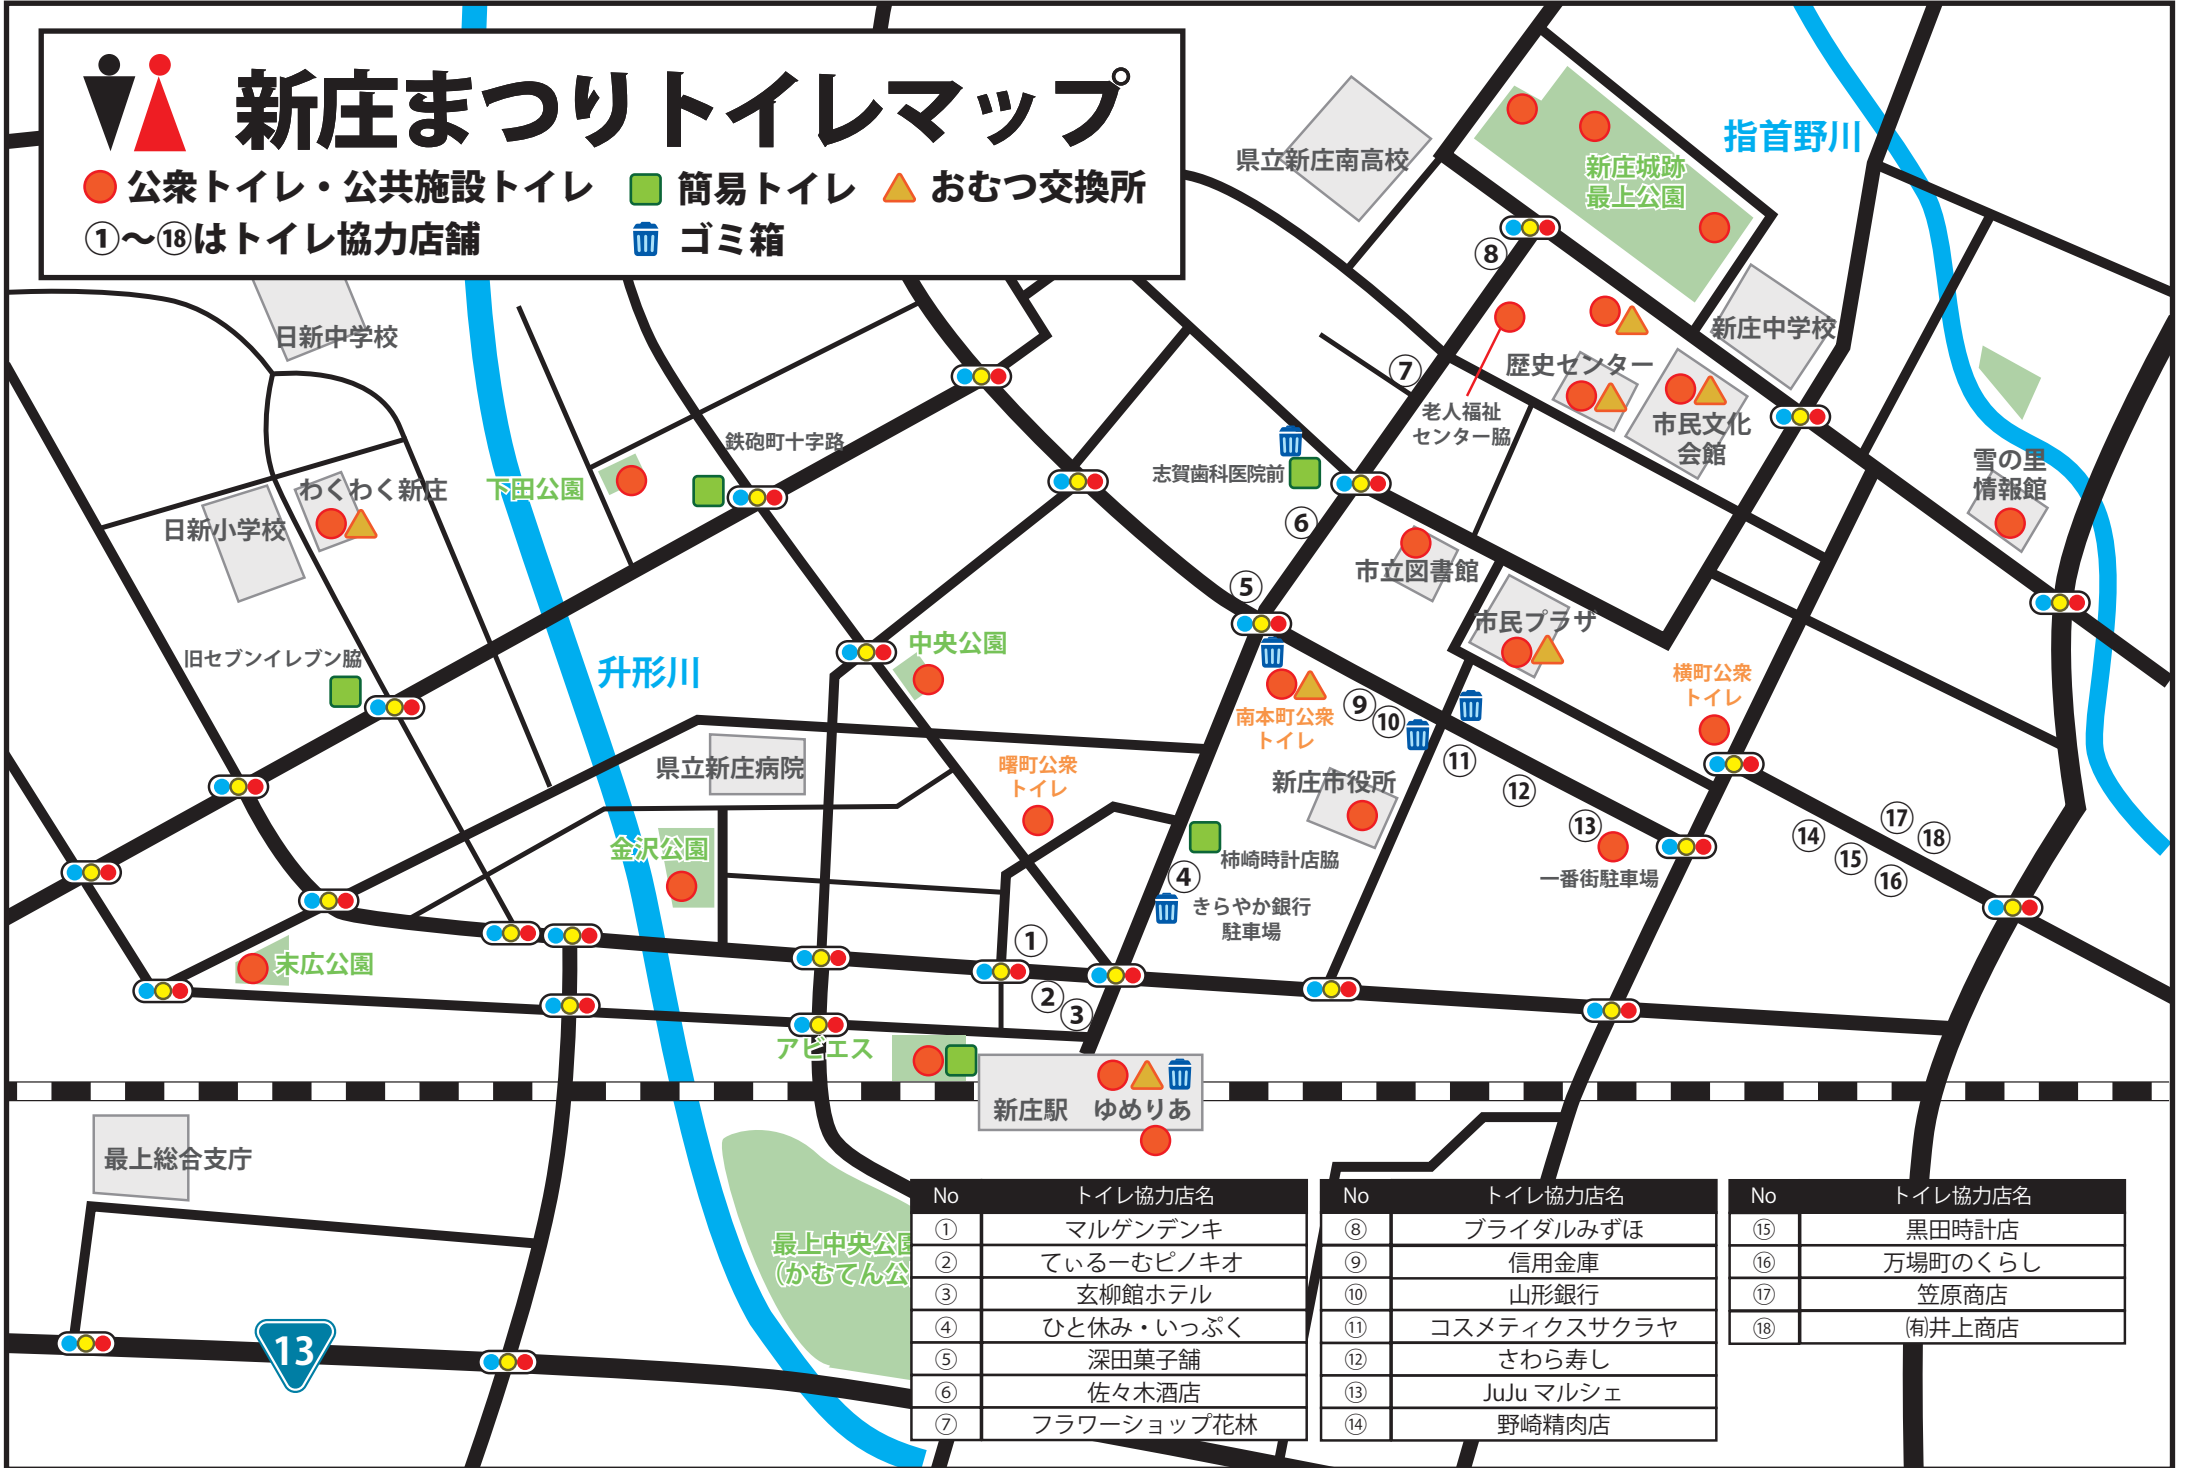 新庄まつりトイレマップ
公衆トイレ・公共施設トイレ
簡易トイレ
おむつ交換所
①〜⑱はトイレ協力店舗
ゴミ箱
県立新庄南高校
新庄城跡
最上公園
指首野川
⑧
日新中学校
新庄中学校
歴史センター
⑦
老人福祉
センター脇
市民文化
会館
鉄砲町十字路
下田公園
志賀歯科医院前
雪の里
情報館
わくわく新庄
日新小学校
⑥
市立図書館
⑤
市民プラザ
旧セブンイレブン脇
升形川
中央公園
横町公衆
トイレ
南本町公衆
トイレ
⑨
⑩
⑪
県立新庄病院
曙町公衆
トイレ
新庄市役所
⑫
⑬
⑭
⑮
⑯
⑰
⑱
金沢公園
柿崎時計店脇
一番街駐車場
④
きらやか銀行
駐車場
末広公園
①
②
③
アビエス
新庄駅 ゆめりあ
最上総合支庁
最上中央公園
(かむてん公
13
No トイレ協力店名
① マルゲンデンキ
② てぃるーむピノキオ
③ 玄柳館ホテル
④ ひと休み・いっぷく
⑤ 深田菓子舗
⑥ 佐々木酒店
⑦ フラワーショップ花林
No トイレ協力店名
⑧ ブライダルみずほ
⑨ 信用金庫
⑩ 山形銀行
⑪ コスメティクスサクラヤ
⑫ さわら寿し
⑬ JuJu マルシェ
⑭ 野崎精肉店
No トイレ協力店名
⑮ 黒田時計店
⑯ 万場町のくらし
⑰ 笠原商店
⑱ ㈲井上商店